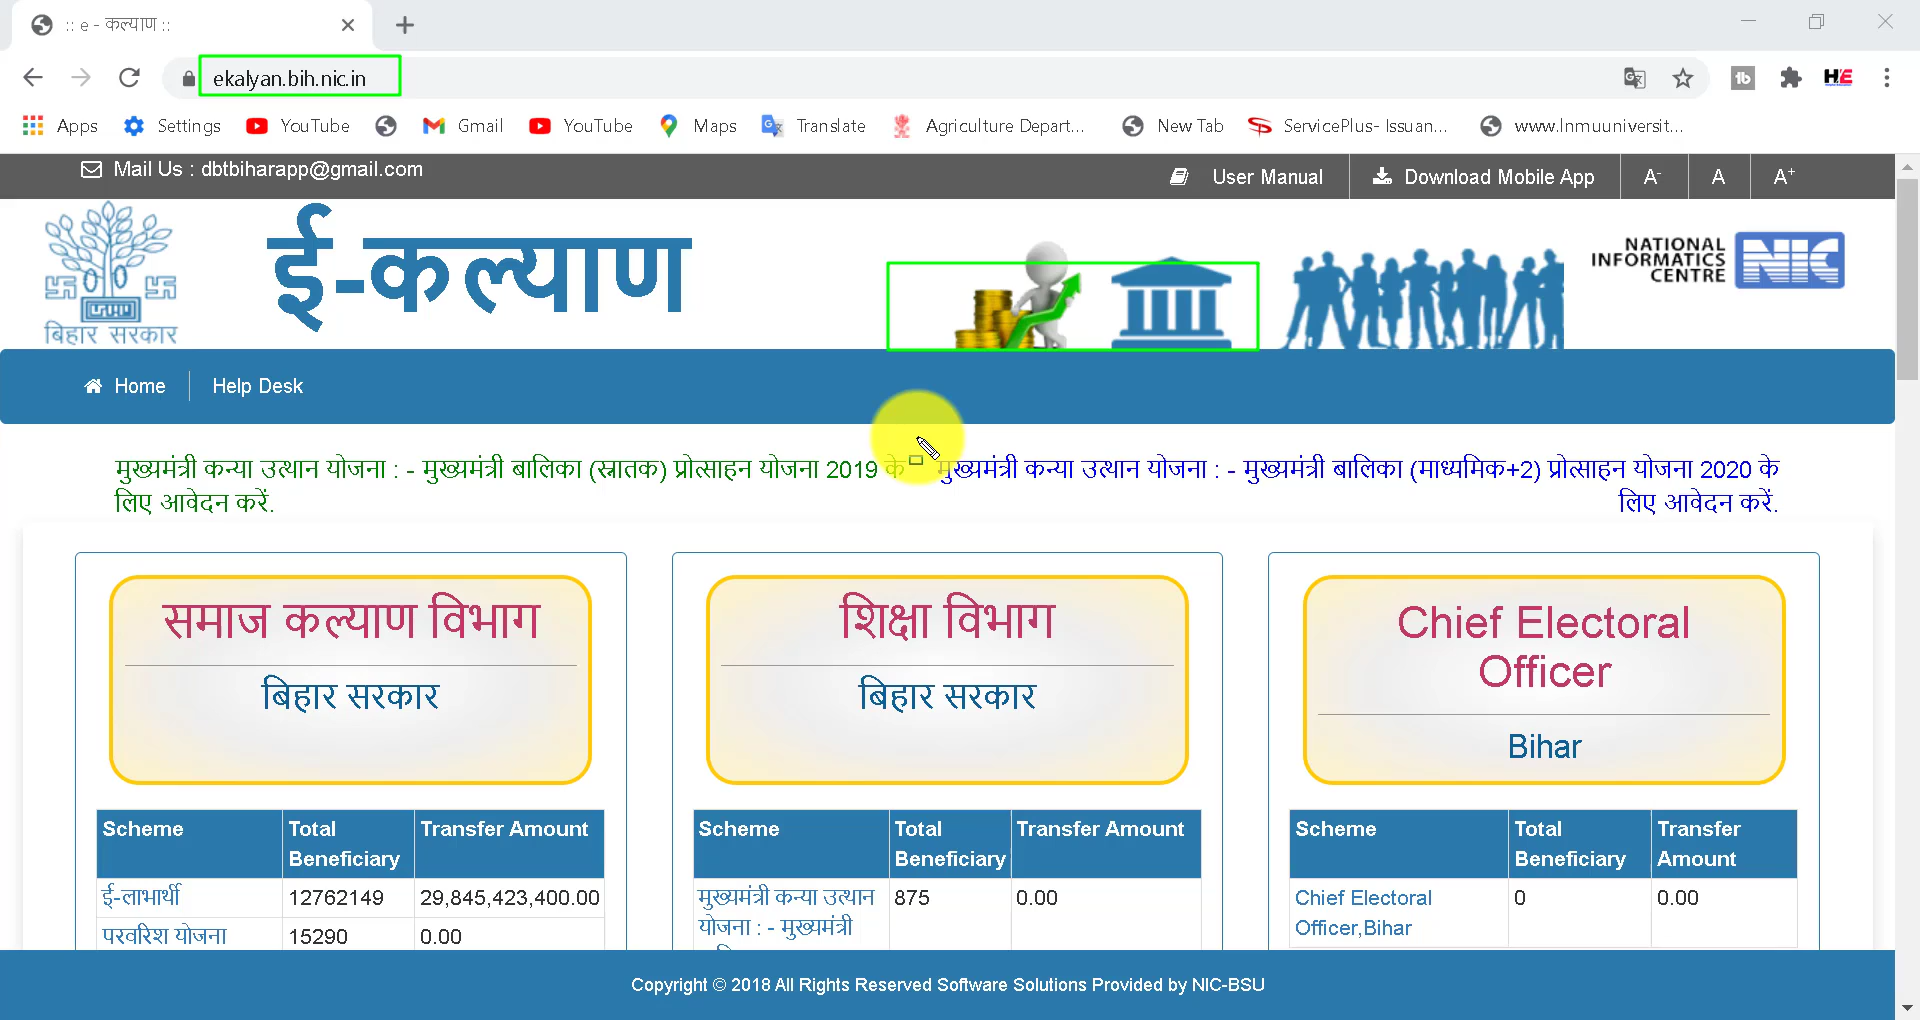 :: e - कल्याण ::
ekalyan.bih.nic.in
Apps Settings YouTube Gmail YouTube Maps Translate Agriculture Depart... New Tab ServicePlus- Issuan... www.lnmuuniversit...
Mail Us : dbtbiharapp@gmail.com
User Manual Download Mobile App A- A A+
ई-कल्याण
बिहार सरकार
NATIONAL
INFORMATICS
CENTRE
NIC
Home Help Desk
मुख्यमंत्री कन्या उत्थान योजना : - मुख्यमंत्री बालिका (स्नातक) प्रोत्साहन योजना 2019 के
लिए आवेदन करें.
मुख्यमंत्री कन्या उत्थान योजना : - मुख्यमंत्री बालिका (माध्यमिक+2) प्रोत्साहन योजना 2020 के
लिए आवेदन करें.
समाज कल्याण विभाग
बिहार सरकार
Scheme Total Beneficiary Transfer Amount
ई-लाभार्थी 12762149 29,845,423,400.00
परवरिश योजना 15290 0.00
शिक्षा विभाग
बिहार सरकार
Scheme Total Beneficiary Transfer Amount
मुख्यमंत्री कन्या उत्थान 875 0.00
योजना : - मुख्यमंत्री
Chief Electoral
Officer
Bihar
Scheme Total Beneficiary Transfer Amount
Chief Electoral 0 0.00
Officer,Bihar
Copyright © 2018 All Rights Reserved Software Solutions Provided by NIC-BSU